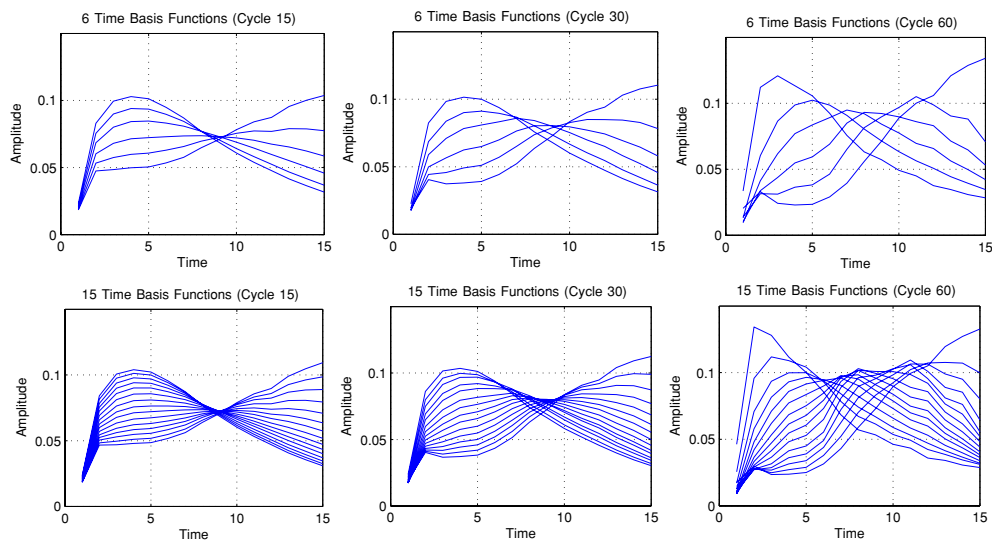 6 Time Basis Functions (Cycle 15)
0.1
0.05
0
Amplitude
0 5 10 15
Time
6 Time Basis Functions (Cycle 30)
0.1
0.05
0
Amplitude
0 5 10 15
Time
6 Time Basis Functions (Cycle 60)
0.1
0.05
0
Amplitude
0 5 10 15
Time
15 Time Basis Functions (Cycle 15)
0.1
0.05
0
Amplitude
0 5 10 15
Time
15 Time Basis Functions (Cycle 30)
0.1
0.05
0
Amplitude
0 5 10 15
Time
15 Time Basis Functions (Cycle 60)
0.1
0.05
0
Amplitude
0 5 10 15
Time